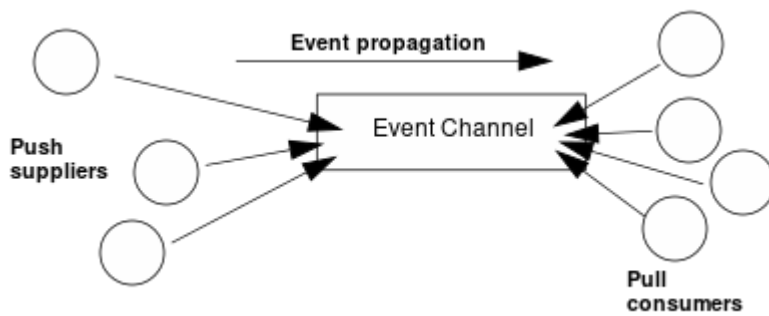 Event propagation
Event Channel
Push
suppliers
Pull
consumers